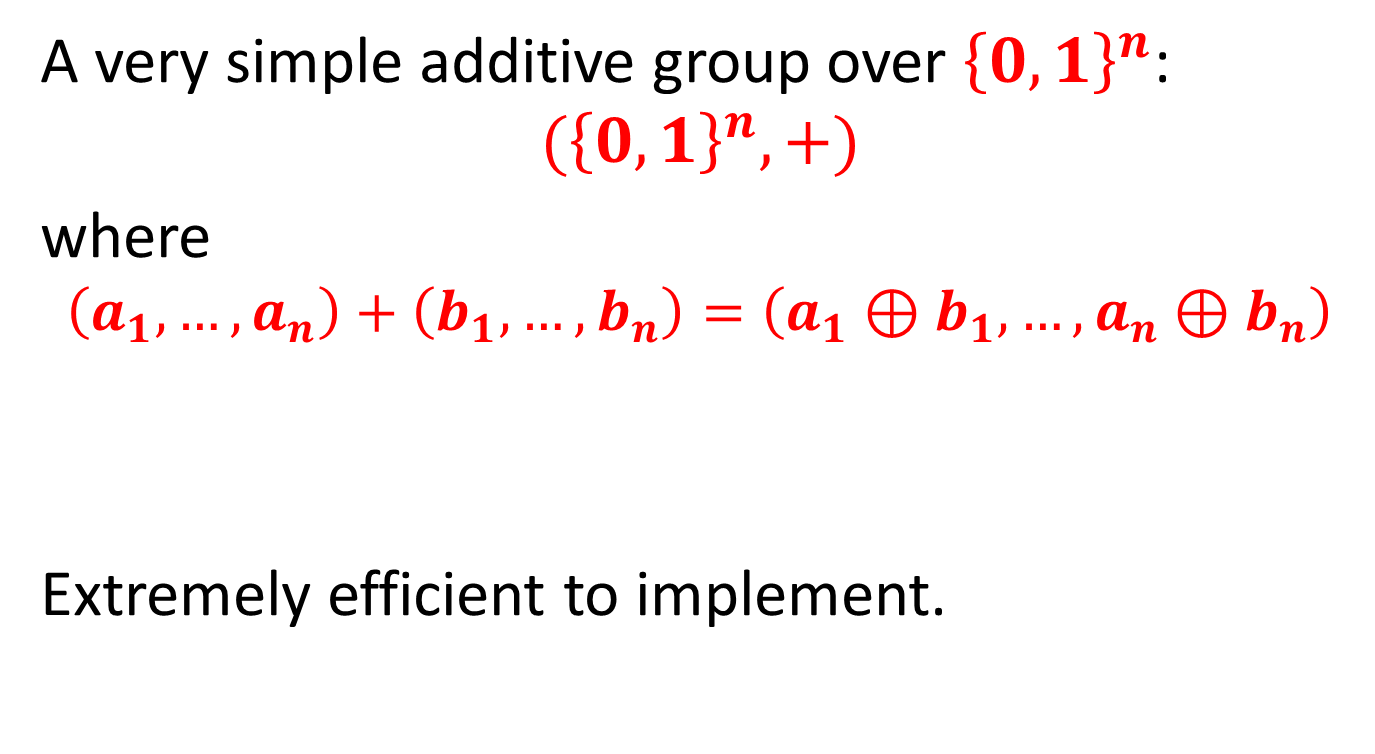 A very simple additive group over {0, 1}ⁿ:
({0, 1}ⁿ, +)
where
(a₁, … , aₙ) + (b₁, … , bₙ) = (a₁ ⊕ b₁, … , aₙ ⊕ bₙ)
Extremely efficient to implement.